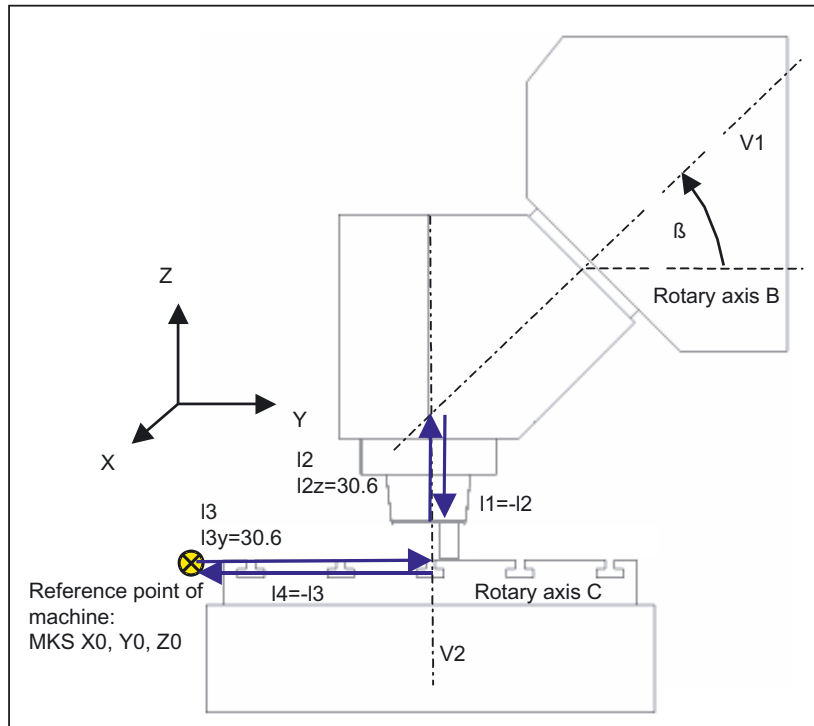 V1
ß
Rotary axis B
Z
Y
X
l2
l2z=30.6
l1=-l2
l3
l3y=30.6
Reference point of
machine:
MKS X0, Y0, Z0
l4=-l3
Rotary axis C
V2